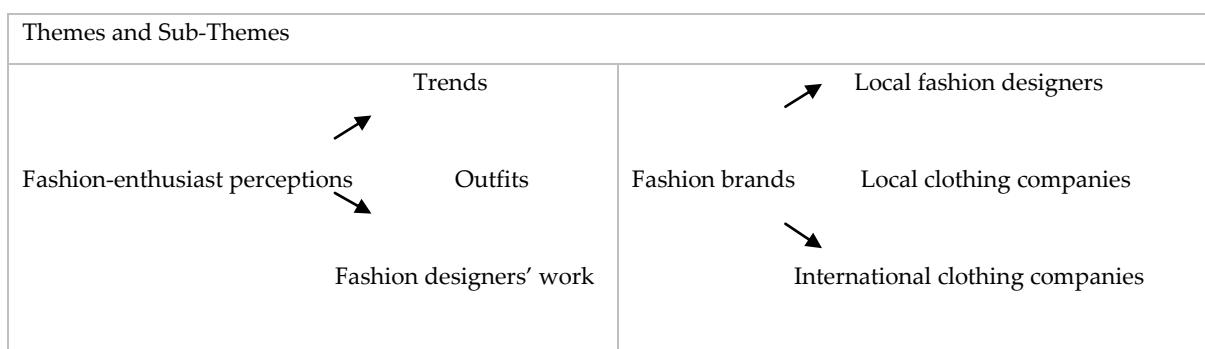 Themes and Sub-Themes
Trends
Fashion-enthusiast perceptions
Outfits
Fashion designers’ work
Local fashion designers
Fashion brands
Local clothing companies
International clothing companies